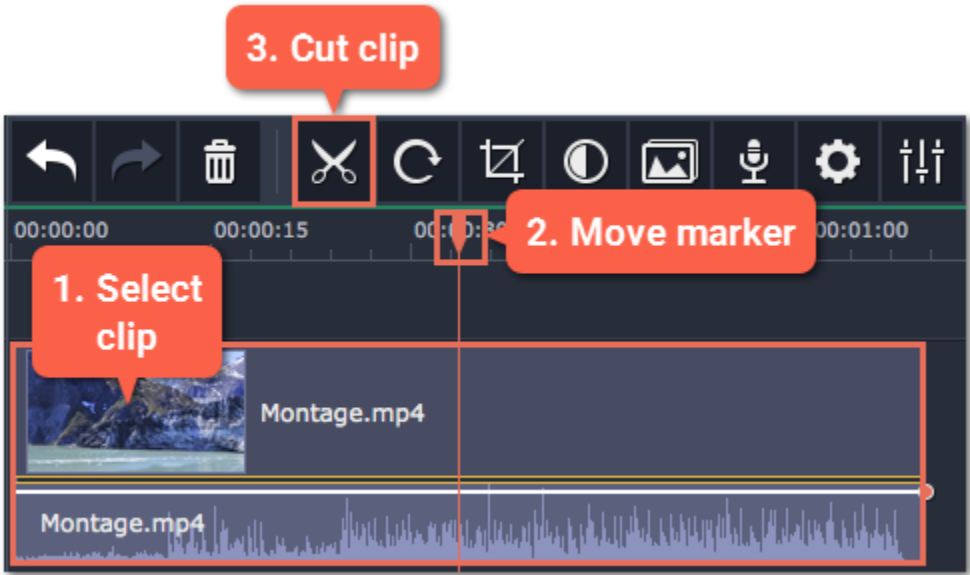 3. Cut clip
00:00:00
00:00:15
2. Move marker
00:01:00
1. Select
clip
Montage.mp4
Montage.mp4